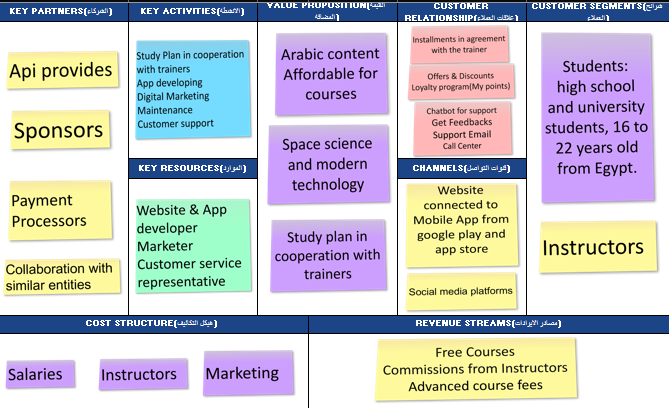 KEY PARTNERS(الشركاء)
Api provides
Sponsors
Payment
Processors
Collaboration with
similar entities
KEY ACTIVITIES(الانشطة)
Study Plan in cooperation
with trainers
App developing
Digital Marketing
Maintenance
Customer support
KEY RESOURCES(الموارد)
Website & App
developer
Marketer
Customer service
representative
VALUE PROPOSITION(القيمة
المضافة)
Arabic content
Affordable for
courses
Space science
and modern
technology
Study plan in
cooperation with
trainers
CUSTOMER
RELATIONSHIP(علاقات العملاء)
Installments in agreement
with the trainer
Offers & Discounts
Loyalty program(My points)
Chatbot for support
Get Feedbacks
Support Email
Call Center
CHANNELS(قنوات التواصل)
Website
connected to
Mobile App from
google play and
app store
Social media platforms
CUSTOMER SEGMENTS(شرائح
العملاء)
Students:
high school
and university
students, 16 to
22 years old
from Egypt.
Instructors
COST STRUCTURE(هيكل التكاليف)
Salaries
Instructors
Marketing
REVENUE STREAMS(مصادر الايرادات)
Free Courses
Commissions from Instructors
Advanced course fees